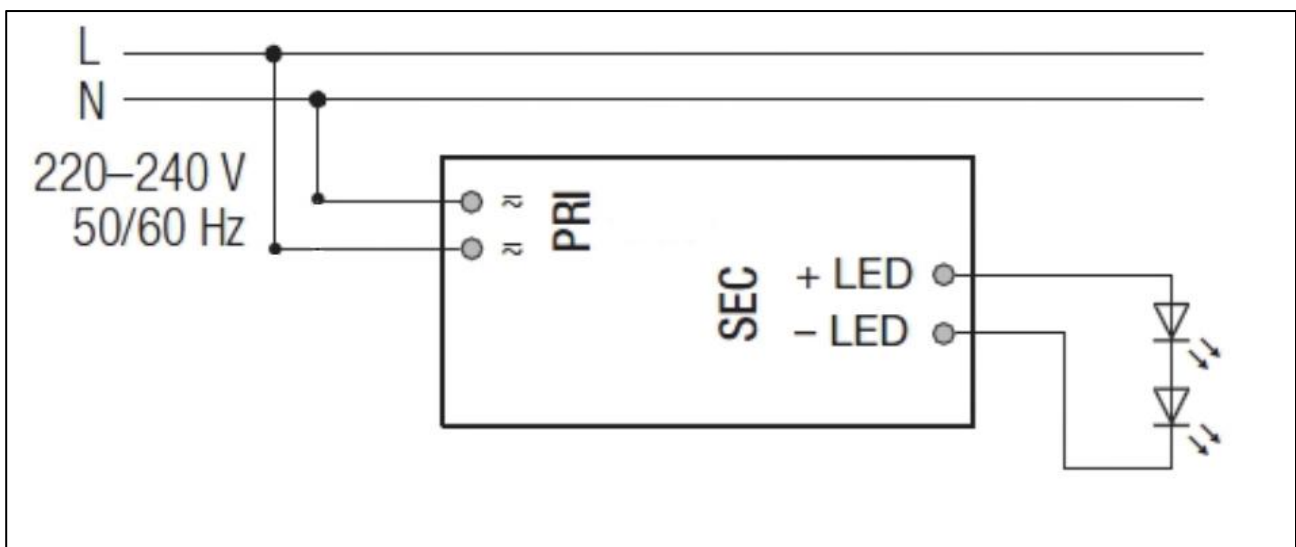 L
N
220–240 V
50/60 Hz
≂ PRI
≂
SEC
+ LED
– LED